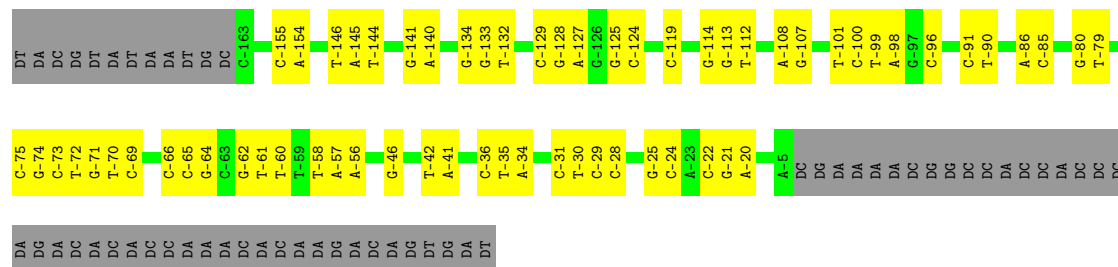 DT DA DC DG DT DA DT DA DA DT DG DC C-163 C-155 A-154 T-146 A-145 T-144 G-141 A-140 G-134 G-133 T-132 C-129 G-128 A-127 G-126 G-125 C-124 C-119 G-114 G-113 T-112 A-108 G-107 T-101 C-100 T-99 A-98 G-97 C-96 C-91 T-90 A-86 C-85 G-80 T-79
C-75 G-74 C-73 T-72 G-71 T-70 C-69 C-66 C-65 G-64 C-63 G-62 T-61 T-60 T-59 T-58 A-57 A-56 G-46 T-42 A-41 C-36 T-35 A-34 C-31 T-30 C-29 C-28 G-25 C-24 A-23 C-22 G-21 A-20 A-5 DC DG DA DA DA DA DC DG DG DC DC DA DC DC DA DC DC DC
DA DG DA DC DA DC DA DC DC DA DC DA DA DG DA DC DA DG DT DG DA DT